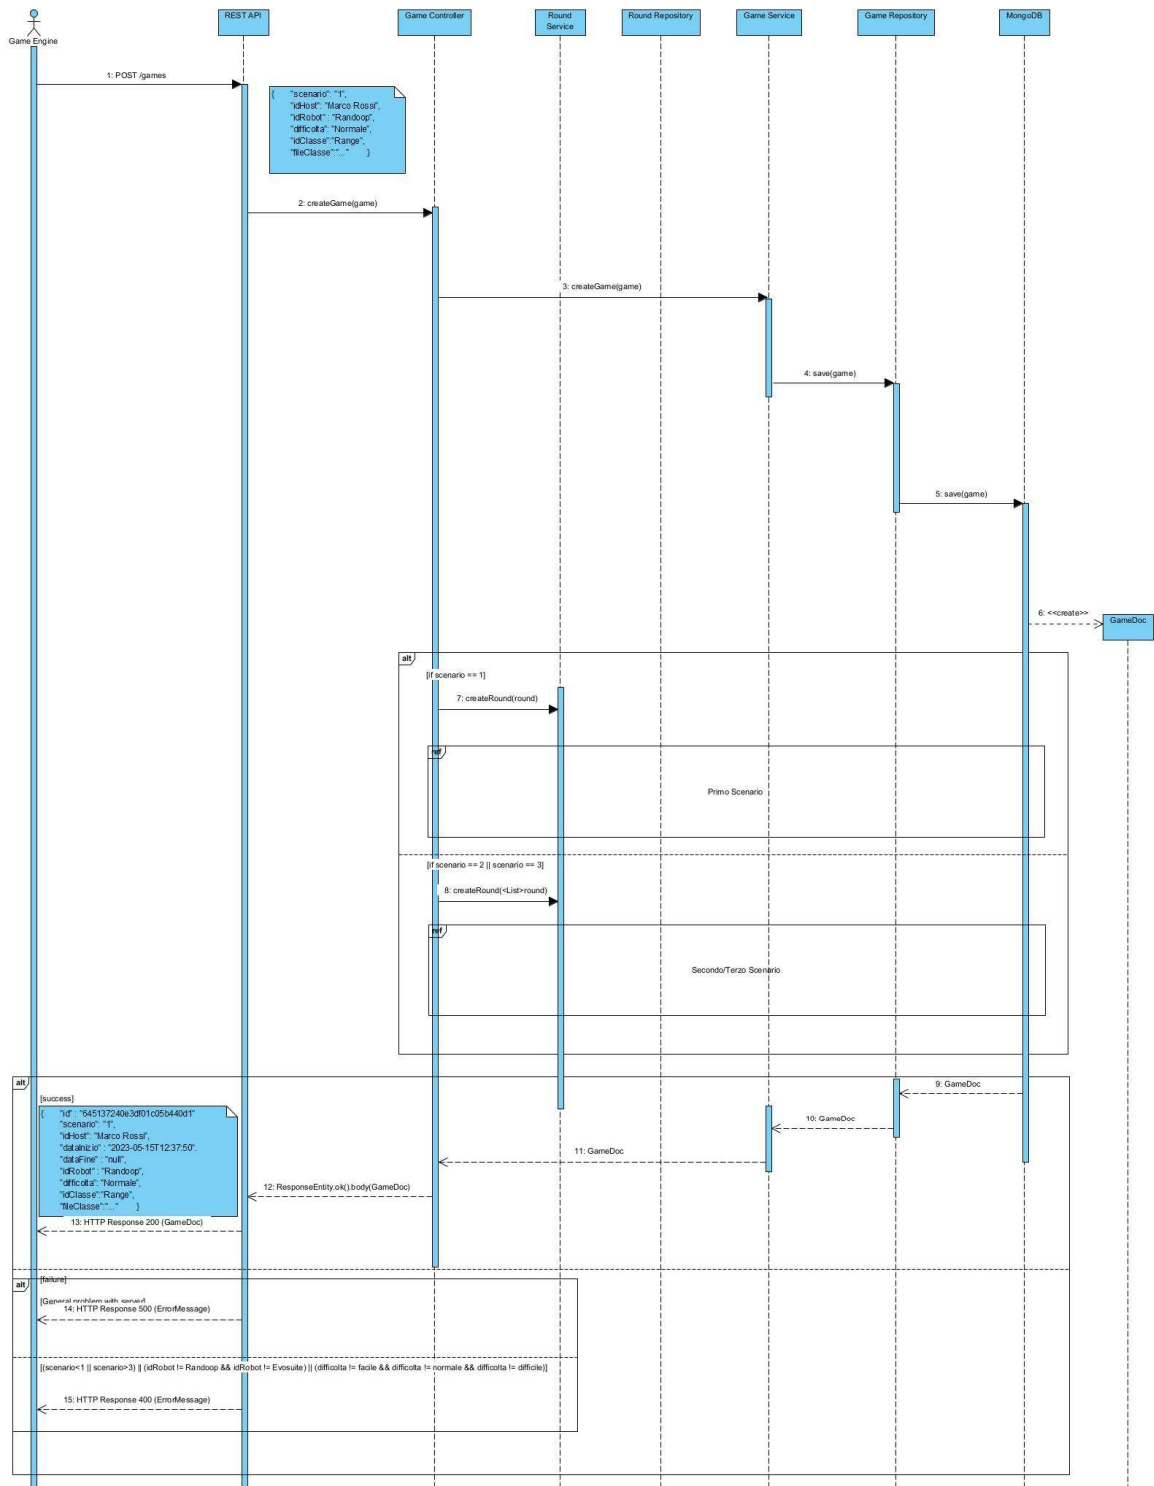 Game Engine
REST API
Game Controller
Round
Service
Round Repository
Game Service
Game Repository
MongoDB
1: POST /games
{ "scenario": "1",
"idHost": "Marco Rossi",
"idRobot" : "Randoop",
"difficolta": "Normale",
"idClasse":"Range",
"fileClasse":"..." }
2: createGame(game)
3: createGame(game)
4: save(game)
5: save(game)
6: <<create>>
GameDoc
alt
[if scenario == 1]
7: createRound(round)
ref
Primo Scenario
[if scenario == 2 || scenario == 3]
8: createRound(<List>round)
ref
Secondo/Terzo Scenario
alt
[success]
9: GameDoc
{ "id" : "645137240e3df01c05b440d1"
"scenario": "1",
"idHost": "Marco Rossi",
"dataInizio" : "2023-05-15T12:37:50".
"dataFine" : "null",
"idRobot" : "Randoop",
"difficolta": "Normale",
"idClasse":"Range",
"fileClasse":"..." }
10: GameDoc
11: GameDoc
12: ResponseEntity.ok().body(GameDoc)
13: HTTP Response 200 (GameDoc)
alt
[failure]
[General problem with server]
14: HTTP Response 500 (ErrorMessage)
[(scenario<1 || scenario>3) || (idRobot != Randoop && idRobot != Evosuite) || (difficolta != facile && difficolta != normale && difficolta != difficile)]
15: HTTP Response 400 (ErrorMessage)